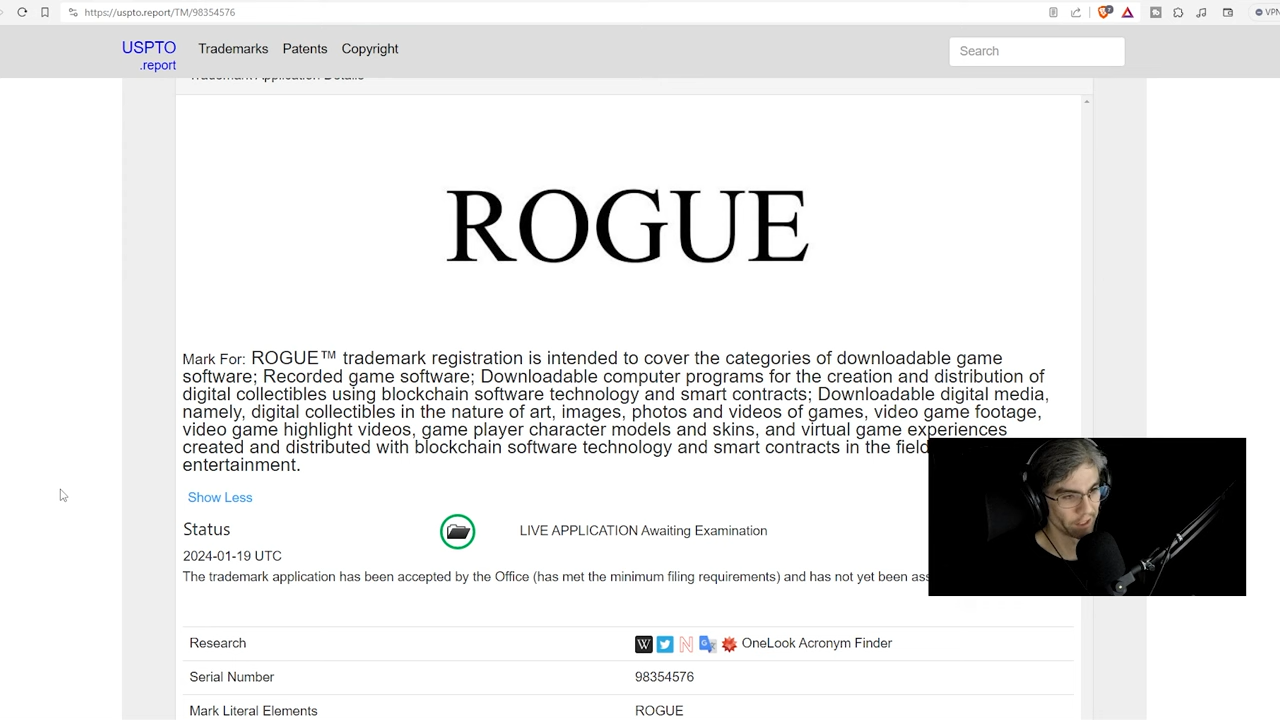 https://uspto.report/TM/98354576
VPN
USPTO
.report
Trademarks Patents Copyright
Search
Trademark Application Details
ROGUE
Mark For: ROGUE™ trademark registration is intended to cover the categories of downloadable game
software; Recorded game software; Downloadable computer programs for the creation and distribution of
digital collectibles using blockchain software technology and smart contracts; Downloadable digital media,
namely, digital collectibles in the nature of art, images, photos and videos of games, video game footage,
video game highlight videos, game player character models and skins, and virtual game experiences
created and distributed with blockchain software technology and smart contracts in the field
entertainment.
Show Less
Status LIVE APPLICATION Awaiting Examination
2024-01-19 UTC
The trademark application has been accepted by the Office (has met the minimum filing requirements) and has not yet been
Research W N OneLook Acronym Finder
Serial Number 98354576
Mark Literal Elements ROGUE